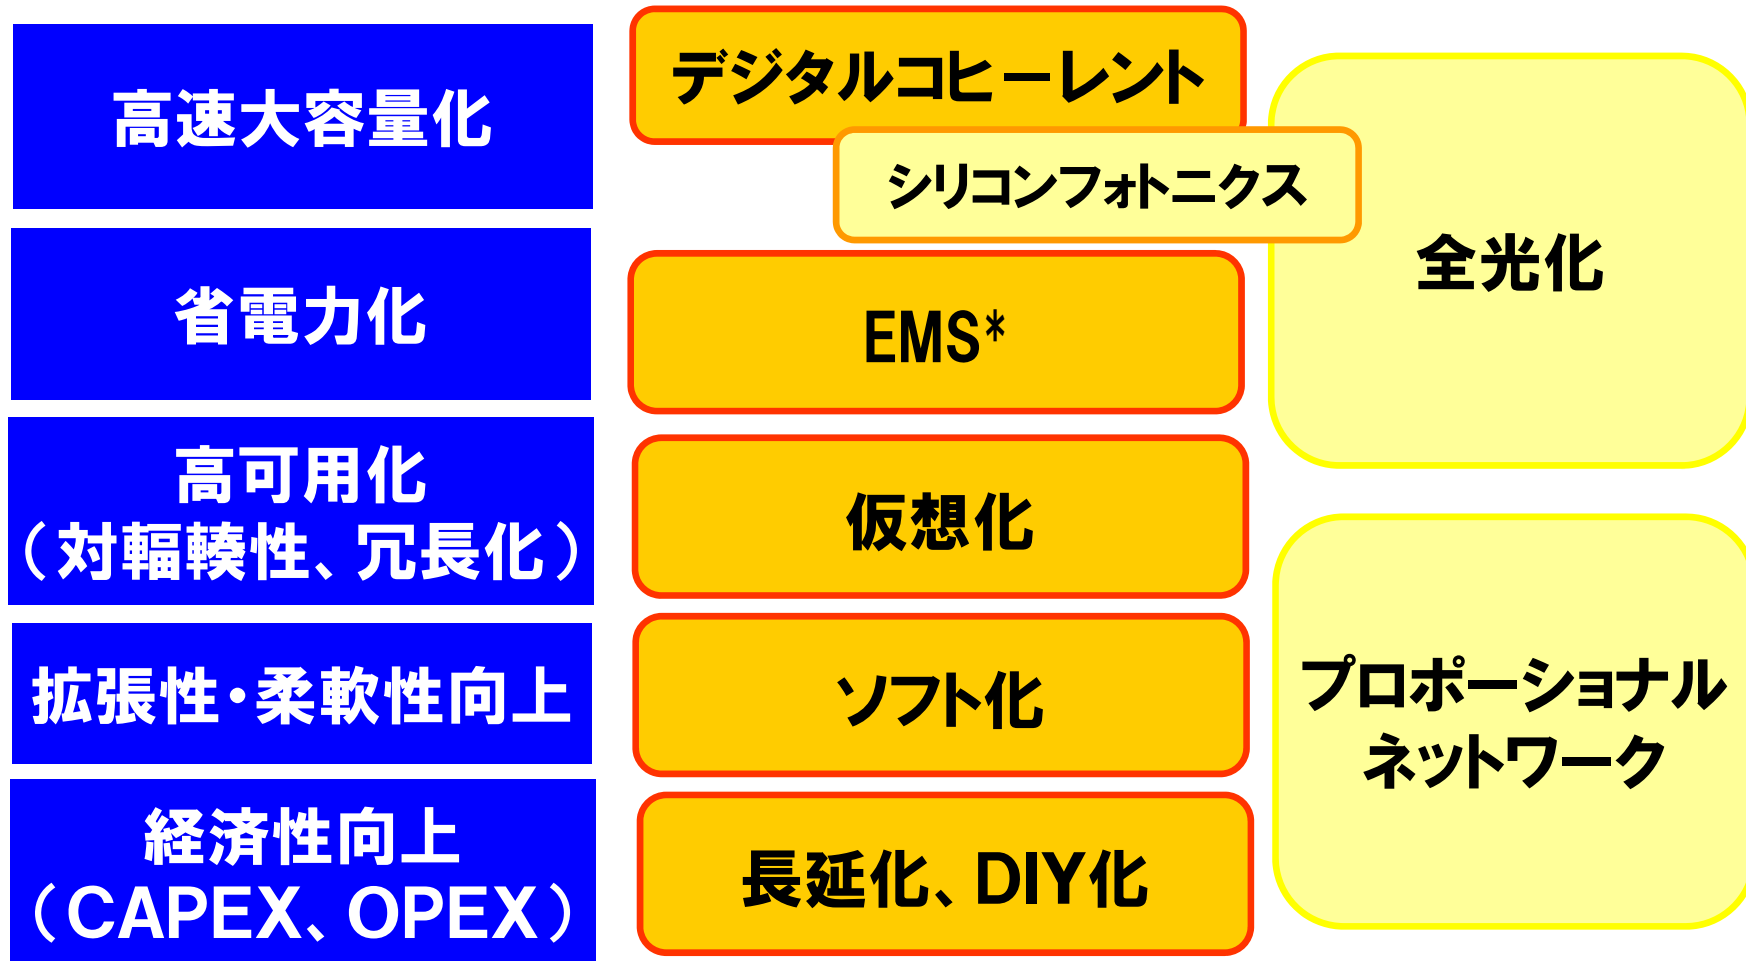 高速大容量化
デジタルコヒーレント
シリコンフォトニクス
全光化
省電力化
EMS*
高可用化
（対輻輳性、冗長化）
仮想化
拡張性・柔軟性向上
ソフト化
プロポーショナル
ネットワーク
経済性向上
（CAPEX、OPEX）
長延化、DIY化